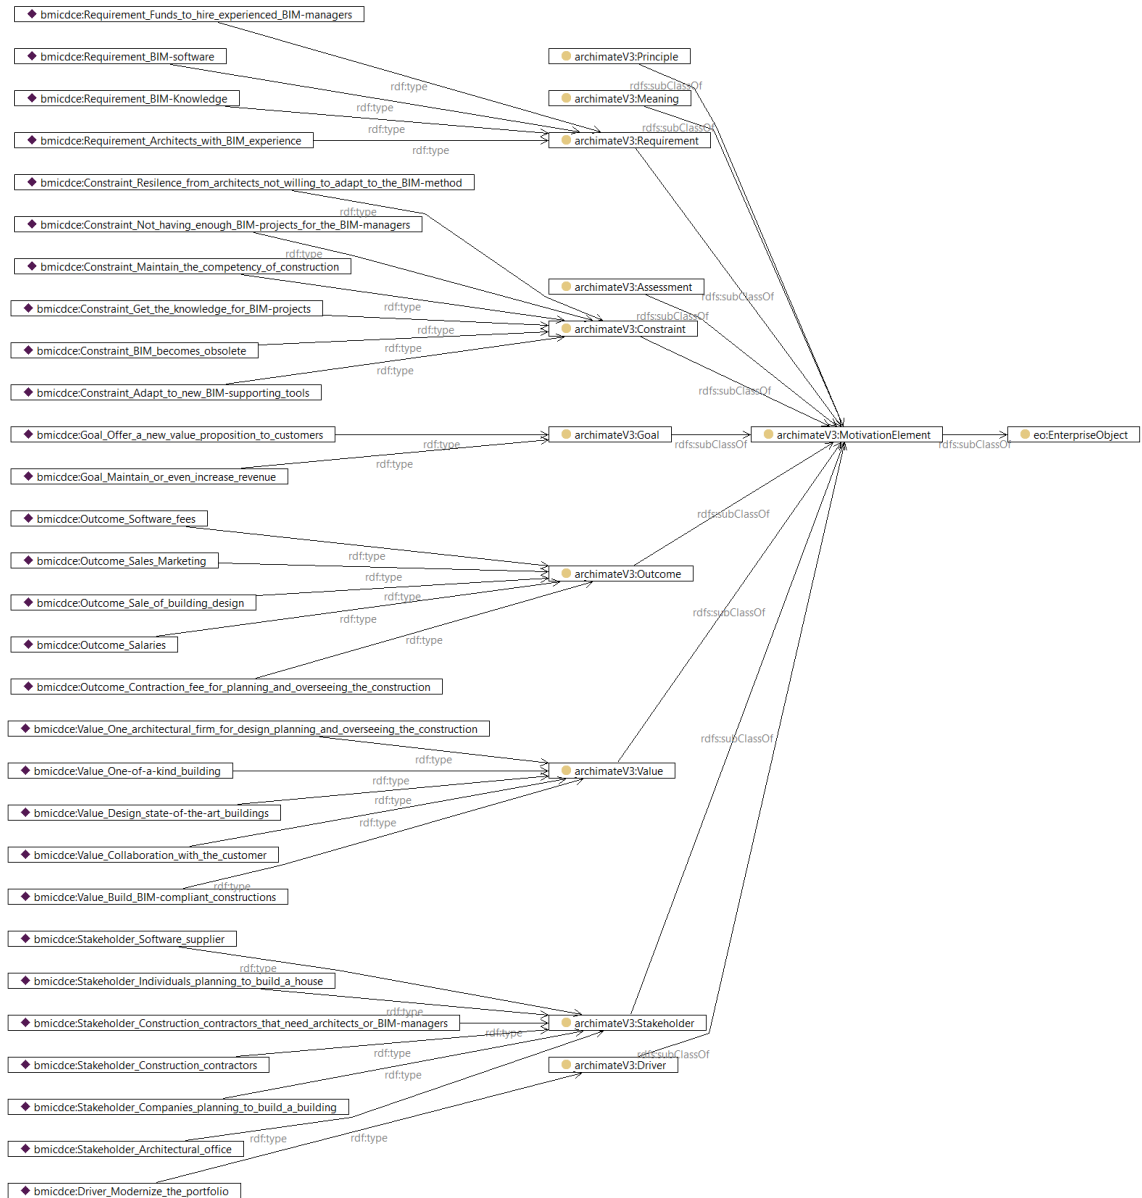 bmicdce:Requirement_Funds_to_hire_experienced_BIM-managers
bmicdce:Requirement_BIM-software
archimateV3:Principle
rdfs:subClassOf
rdf:type
bmicdce:Requirement_BIM-Knowledge
archimateV3:Meaning
rdf:type
rdf:type
rdfs:subClassOf
bmicdce:Requirement_Architects_with_BIM_experience
archimateV3:Requirement
rdf:type
bmicdce:Constraint_Resilence_from_architects_not_willing_to_adapt_to_the_BIM-method
rdf:type
bmicdce:Constraint_Not_having_enough_BIM-projects_for_the_BIM-managers
rdf:type
bmicdce:Constraint_Maintain_the_competency_of_construction
archimateV3:Assessment
rdfs:subClassOf
bmicdce:Constraint_Get_the_knowledge_for_BIM-projects
rdf:type
rdfs:subClassOf
archimateV3:Constraint
rdf:type
bmicdce:Constraint_BIM_becomes_obsolete
rdf:type
rdf:type
bmicdce:Constraint_Adapt_to_new_BIM-supporting_tools
rdfs:subClassOf
bmicdce:Goal_Offer_a_new_value_proposition_to_customers
archimateV3:Goal
archimateV3:MotivationElement
eo:EnterpriseObject
rdf:type
rdfs:subClassOf
rdfs:subClassOf
rdf:type
bmicdce:Goal_Maintain_or_even_increase_revenue
bmicdce:Outcome_Software_fees
rdfs:subClassOf
rdf:type
bmicdce:Outcome_Sales_Marketing
rdf:type
archimateV3:Outcome
bmicdce:Outcome_Sale_of_building_design
rdf:type
rdf:type
rdfs:subClassOf
bmicdce:Outcome_Salaries
rdf:type
bmicdce:Outcome_Contraction_fee_for_planning_and_overseeing_the_construction
bmicdce:Value_One_architectural_firm_for_design_planning_and_overseeing_the_construction
rdfs:subClassOf
rdf:type
bmicdce:Value_One-of-a-kind_building
archimateV3:Value
rdf:type
rdf:type
bmicdce:Value_Design_state-of-the-art_buildings
rdf:type
bmicdce:Value_Collaboration_with_the_customer
rdf:type
bmicdce:Value_Build_BIM-compliant_constructions
bmicdce:Stakeholder_Software_supplier
rdf:type
bmicdce:Stakeholder_Individuals_planning_to_build_a_house
rdf:type
bmicdce:Stakeholder_Construction_contractors_that_need_architects_or_BIM-managers
archimateV3:Stakeholder
rdf:type
rdf:type
rdfs:subClassOf
bmicdce:Stakeholder_Construction_contractors
archimateV3:Driver
rdf:type
bmicdce:Stakeholder_Companies_planning_to_build_a_building
rdf:type
rdf:type
bmicdce:Stakeholder_Architectural_office
bmicdce:Driver_Modernize_the_portfolio